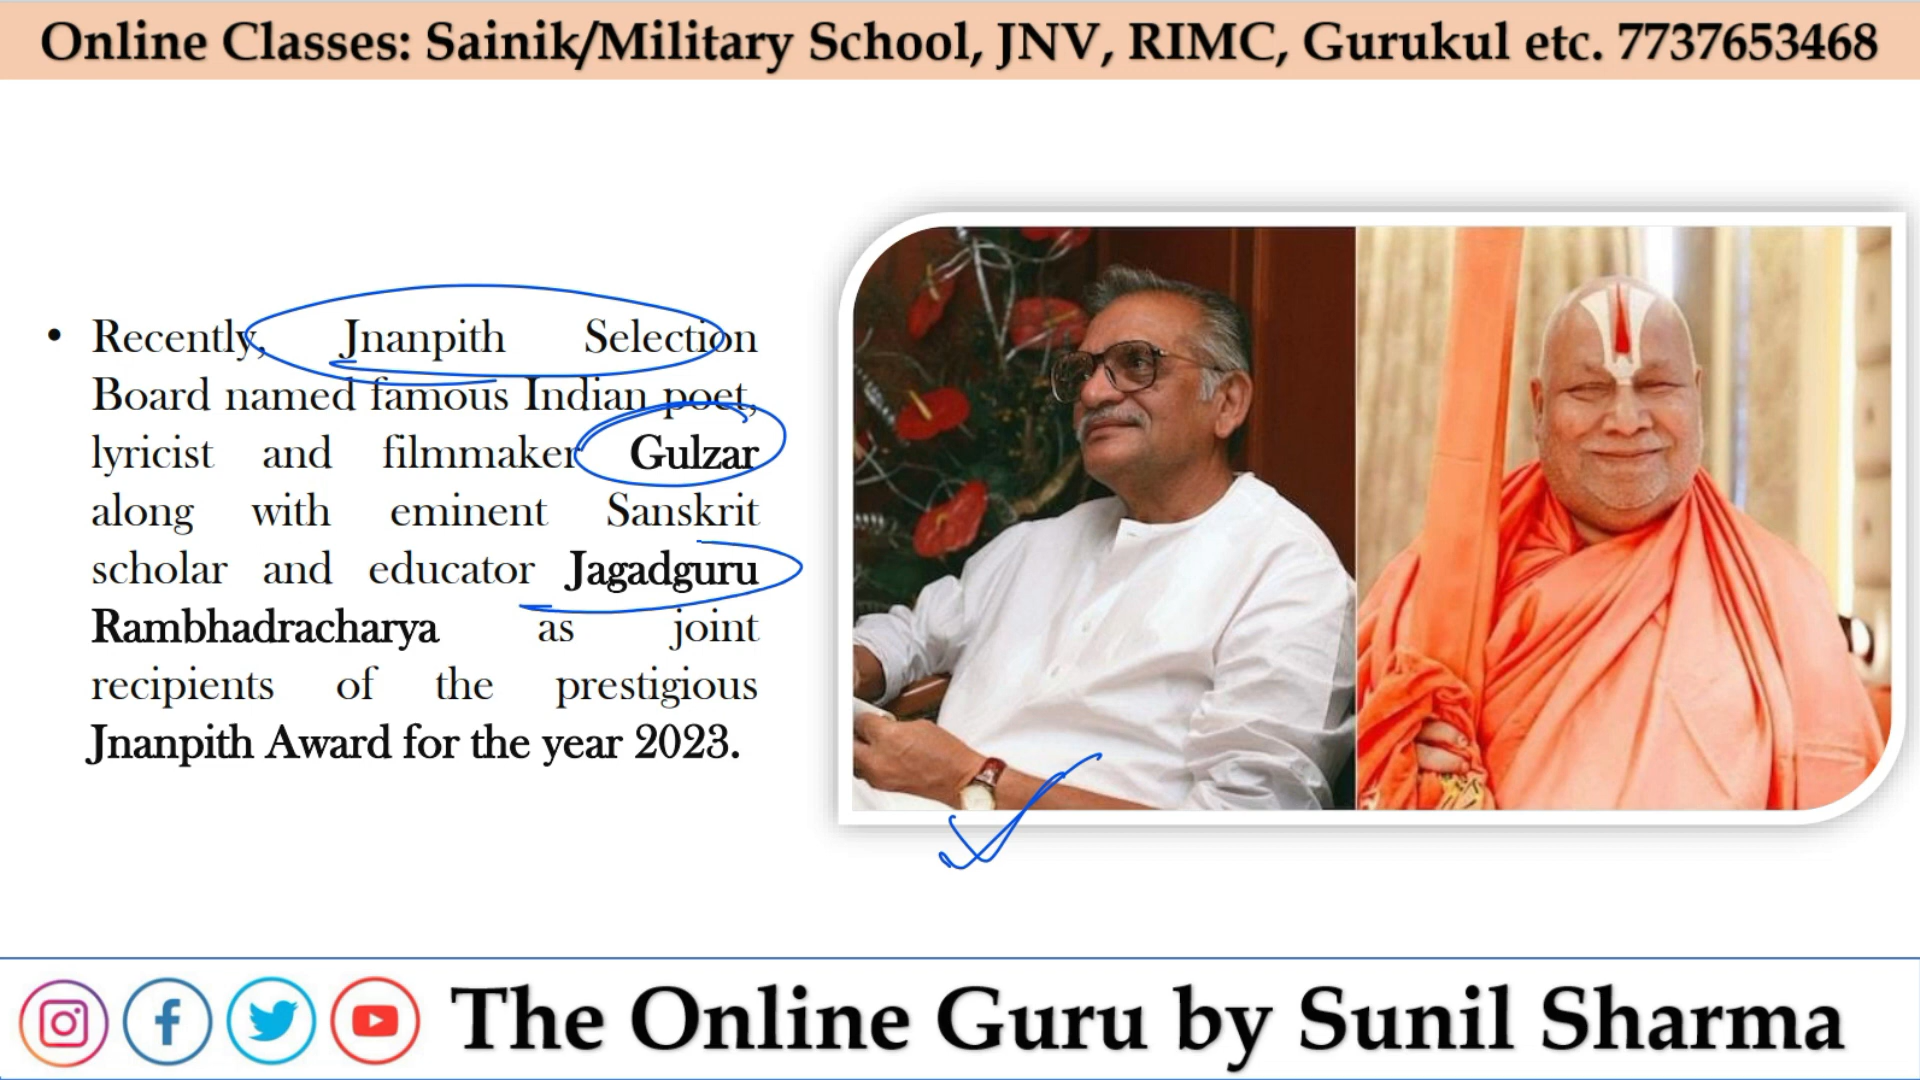 Online Classes: Sainik/Military School, JNV, RIMC, Gurukul etc. 7737653468
• Recently, Jnanpith Selection
Board named famous Indian poet,
lyricist and filmmaker Gulzar
along with eminent Sanskrit
scholar and educator Jagadguru
Rambhadracharya as joint
recipients of the prestigious
Jnanpith Award for the year 2023.
The Online Guru by Sunil Sharma